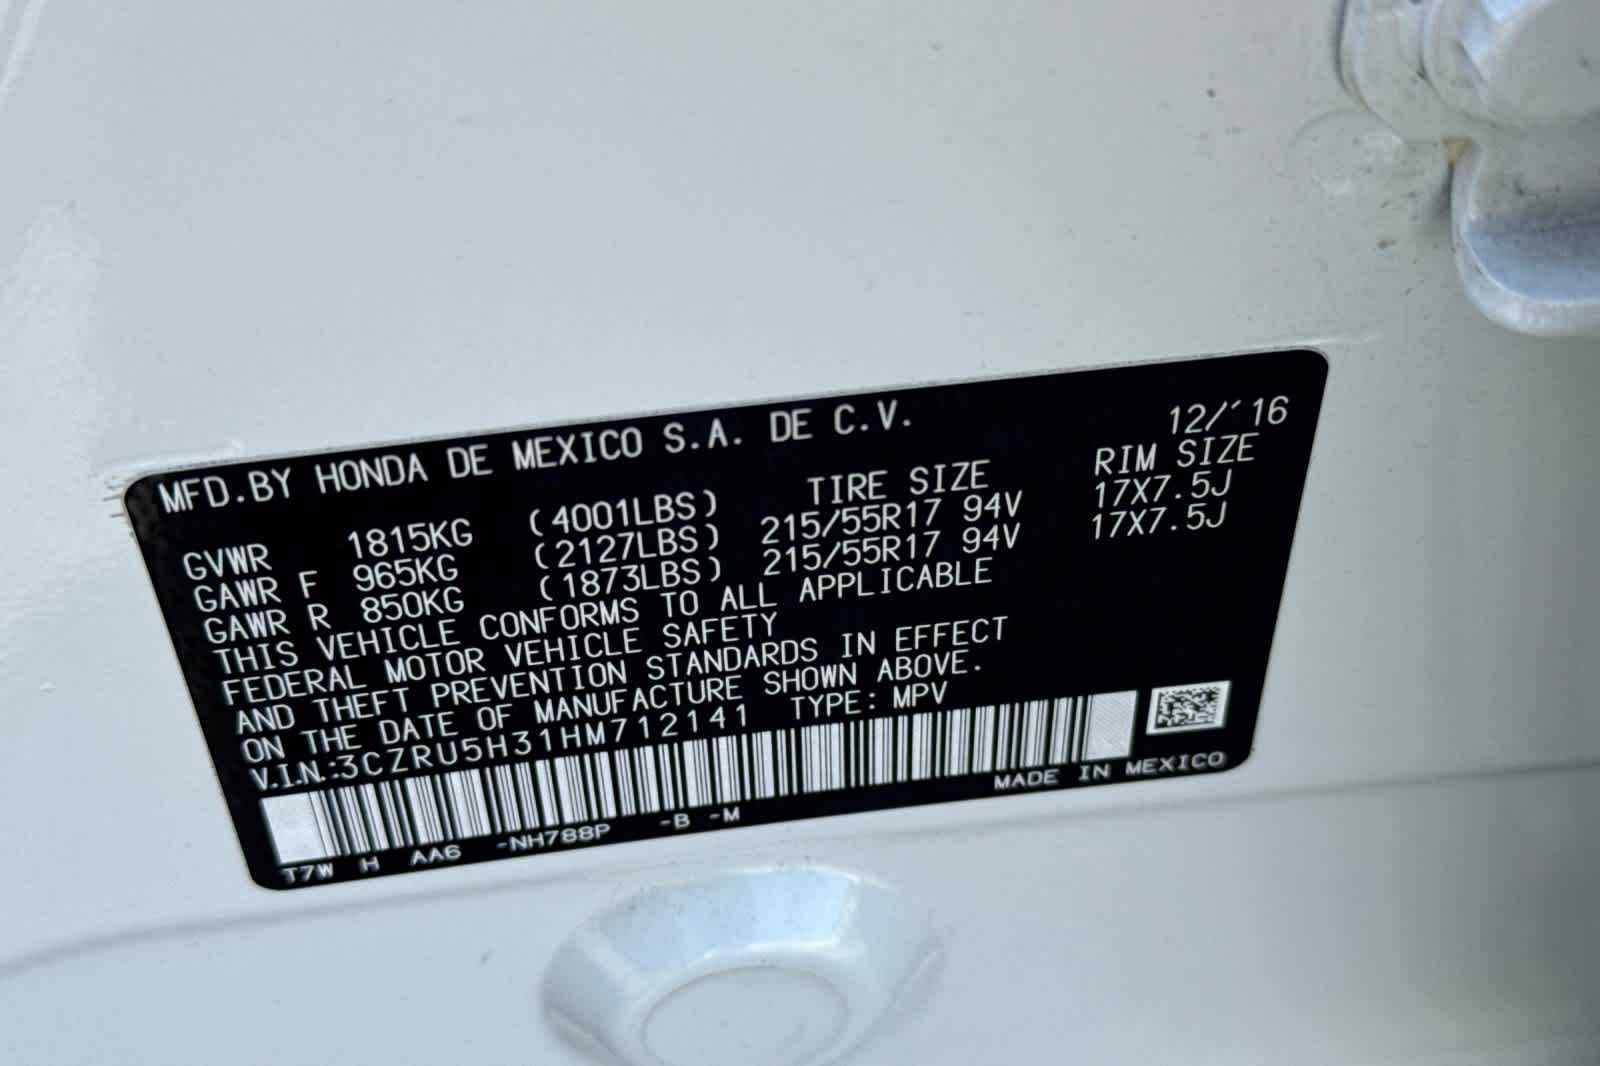 MFD.BY HONDA DE MEXICO S.A. DE C.V. 12/´16
TIRE SIZE RIM SIZE
GVWR 1815KG (4001LBS)
GAWR F 965KG (2127LBS) 215/55R17 94V 17X7.5J
GAWR R 850KG (1873LBS) 215/55R17 94V 17X7.5J
THIS VEHICLE CONFORMS TO ALL APPLICABLE
FEDERAL MOTOR VEHICLE SAFETY
AND THEFT PREVENTION STANDARDS IN EFFECT
ON THE DATE OF MANUFACTURE SHOWN ABOVE.
V.I.N.:3CZRU5H31HM712141 TYPE: MPV
MADE IN MEXICO
T7W H AA6 -NH788P -B -M